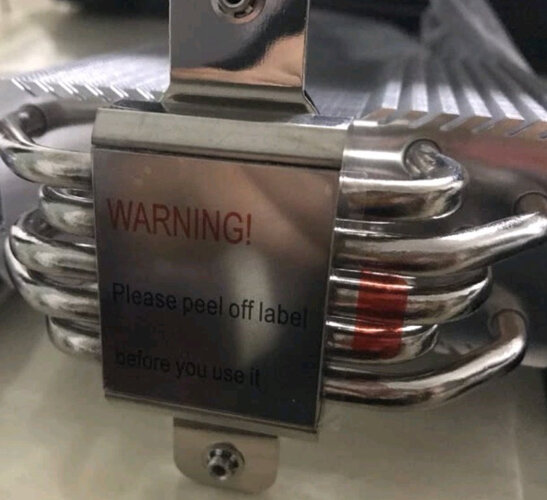 WARNING!
Please peel off label
before you use it